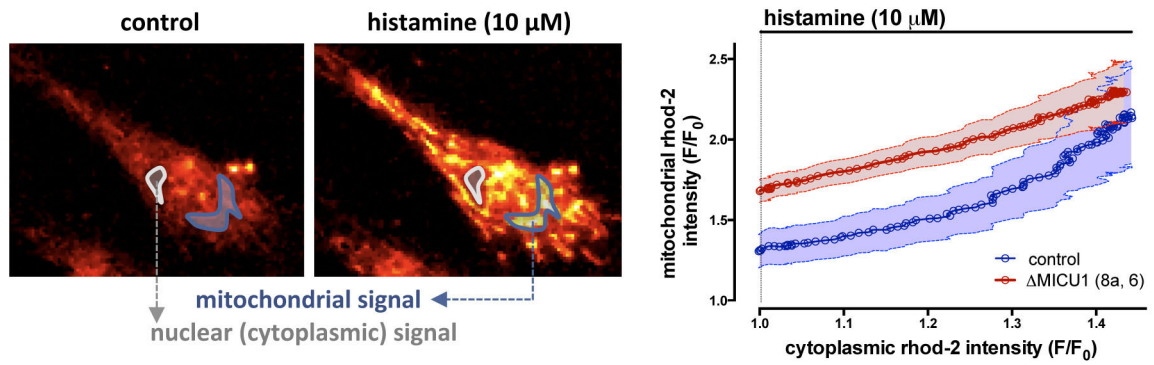 control
histamine (10 µM)
mitochondrial signal
nuclear (cytoplasmic) signal
histamine (10 µM)
mitochondrial rhod-2
intensity (F/F₀)
2.5
2.0
1.5
1.0
control
ΔMICU1 (8a, 6)
1.0 1.1 1.2 1.3 1.4
cytoplasmic rhod-2 intensity (F/F₀)